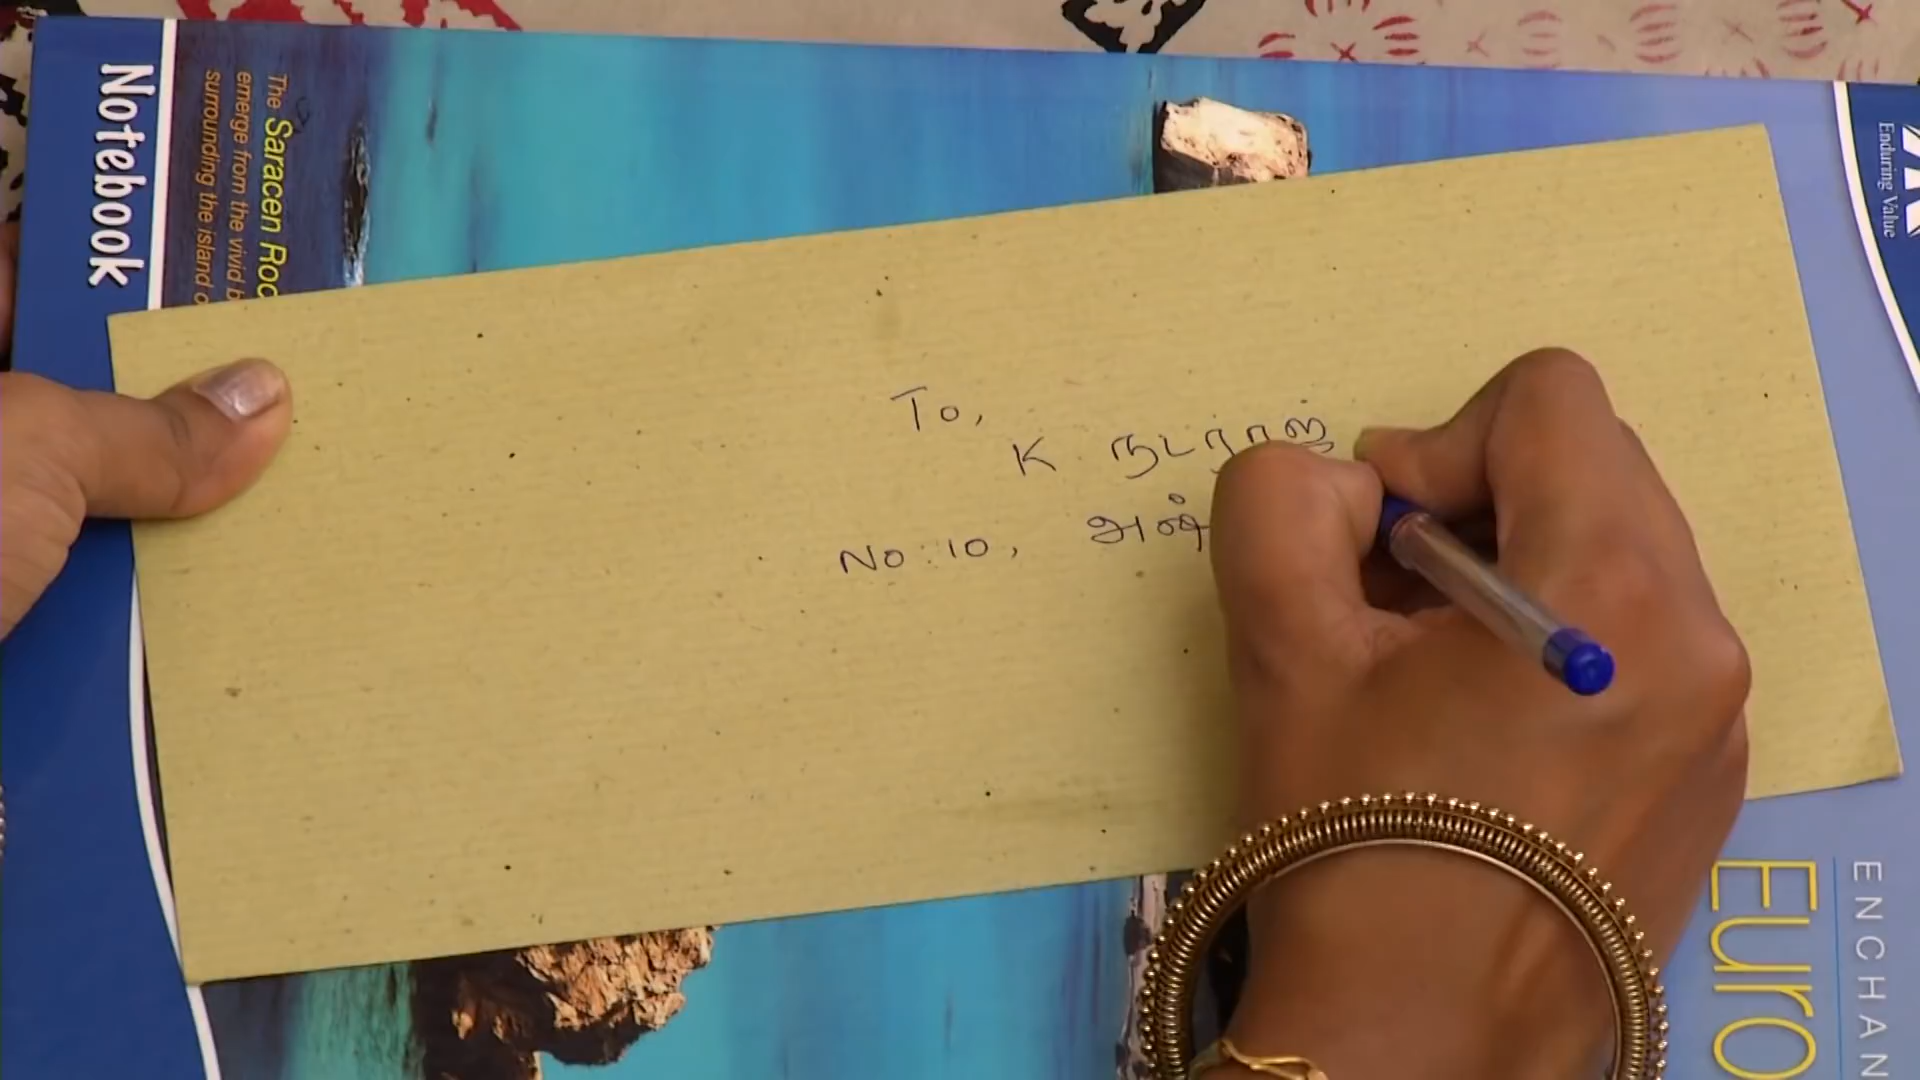 To,
K நடராஜ
No : 10, அன்
Notebook
The Saracen Roc
emerge from the vivid b
surrounding the island o
Enduring Value
ENCHAN
Euro